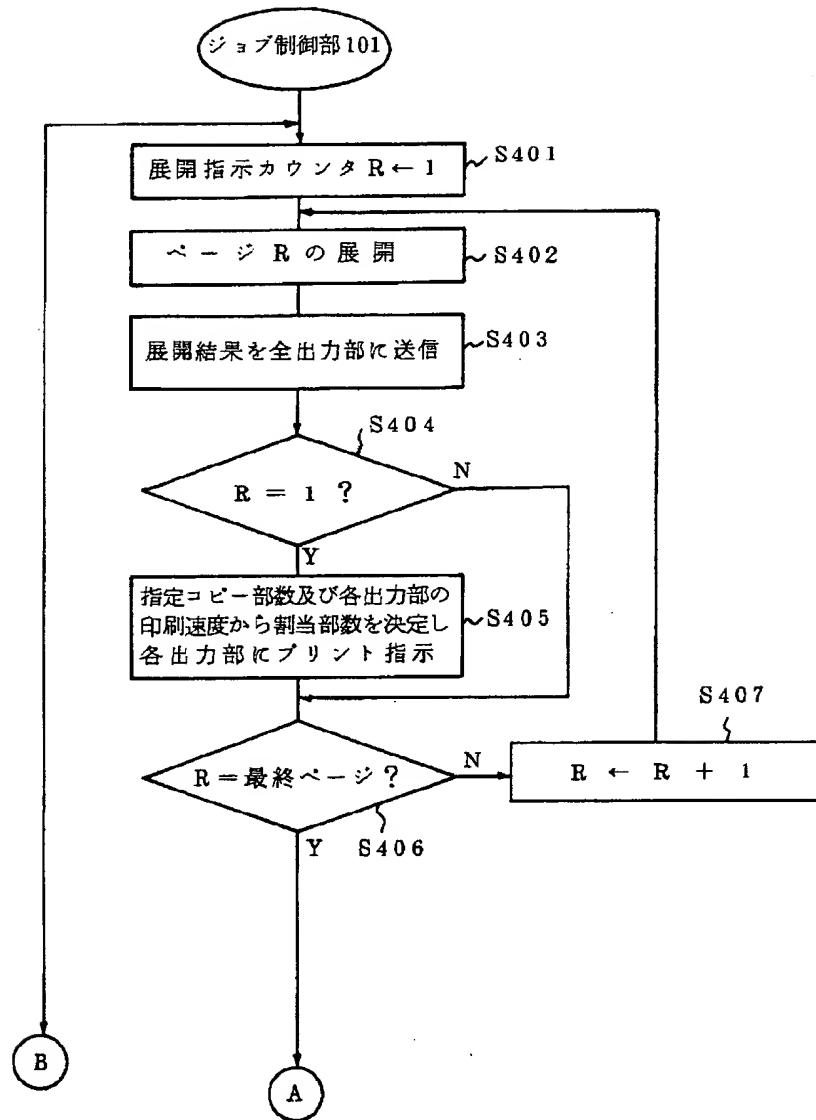 ジョブ制御部101
展開指示カウンタR←1
S401
ページRの展開
S402
展開結果を全出力部に送信
S403
S404
R=1?
N
Y
指定コピー部数及び各出力部の
印刷速度から割当部数を決定し
各出力部にプリント指示
S405
S407
R=最終ページ?
N
R ← R + 1
Y
S406
B
A